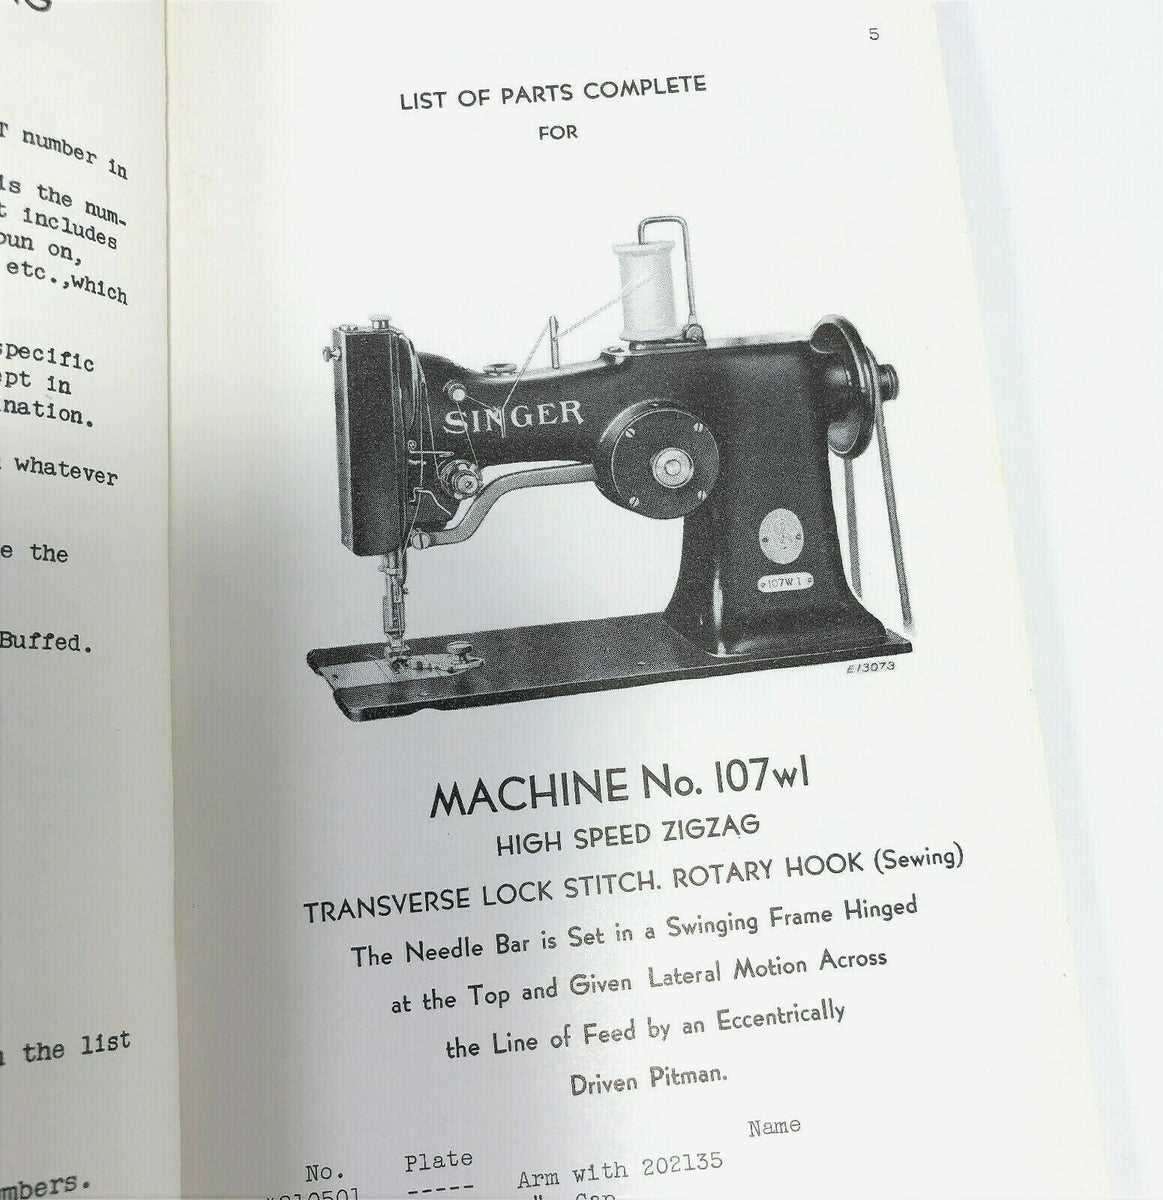 T number in
is the num-
t includes
oun on,
etc.,which
specific
ept in
nation.
whatever
e the
Buffed.
the list
mbers.
5
LIST OF PARTS COMPLETE
FOR
SINGER
107W1
E13073
MACHINE No. 107w1
HIGH SPEED ZIGZAG
TRANSVERSE LOCK STITCH. ROTARY HOOK (Sewing)
The Needle Bar is Set in a Swinging Frame Hinged
at the Top and Given Lateral Motion Across
the Line of Feed by an Eccentrically
Driven Pitman.
No. Plate Name
----- Arm with 202135
" Cap